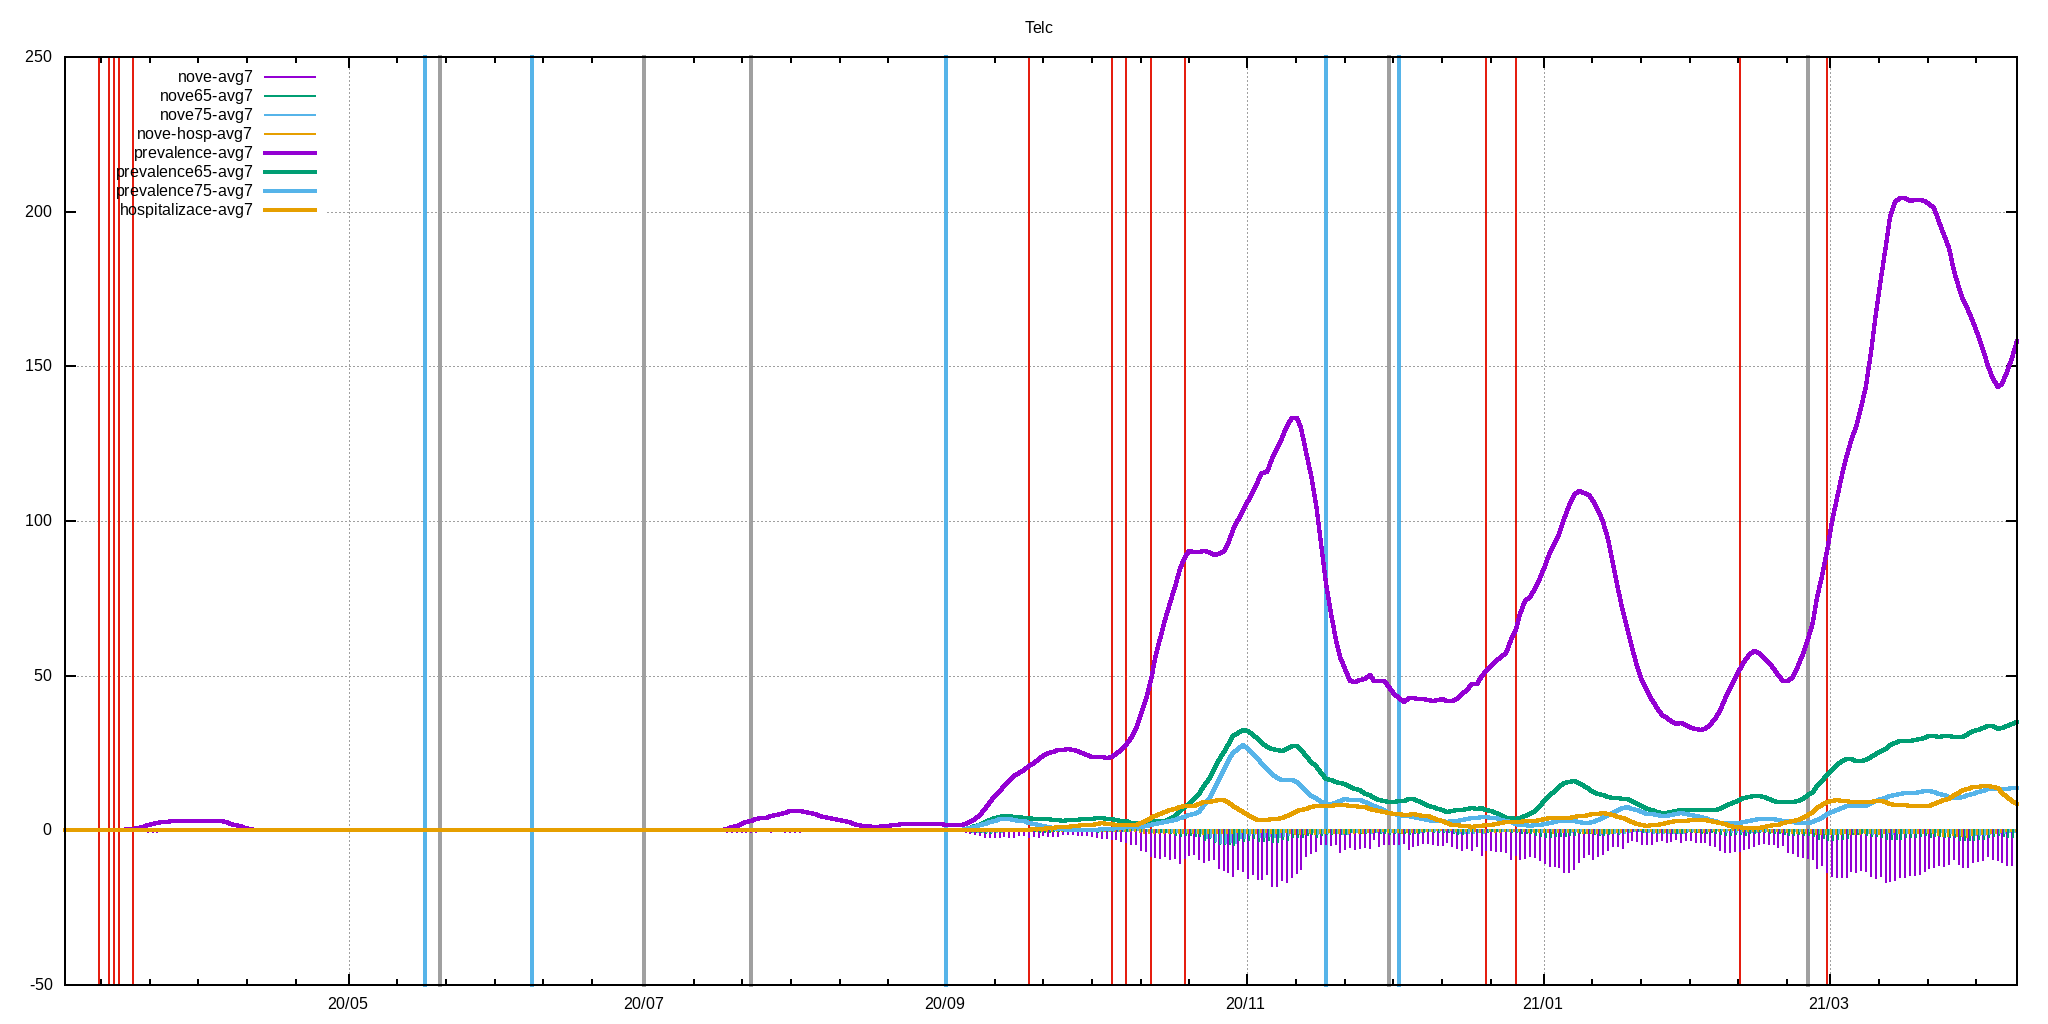 Telc
250
200
150
100
50
0
-50
nove-avg7
nove65-avg7
nove75-avg7
nove-hosp-avg7
prevalence-avg7
prevalence65-avg7
prevalence75-avg7
hospitalizace-avg7
20/05
20/07
20/09
20/11
21/01
21/03